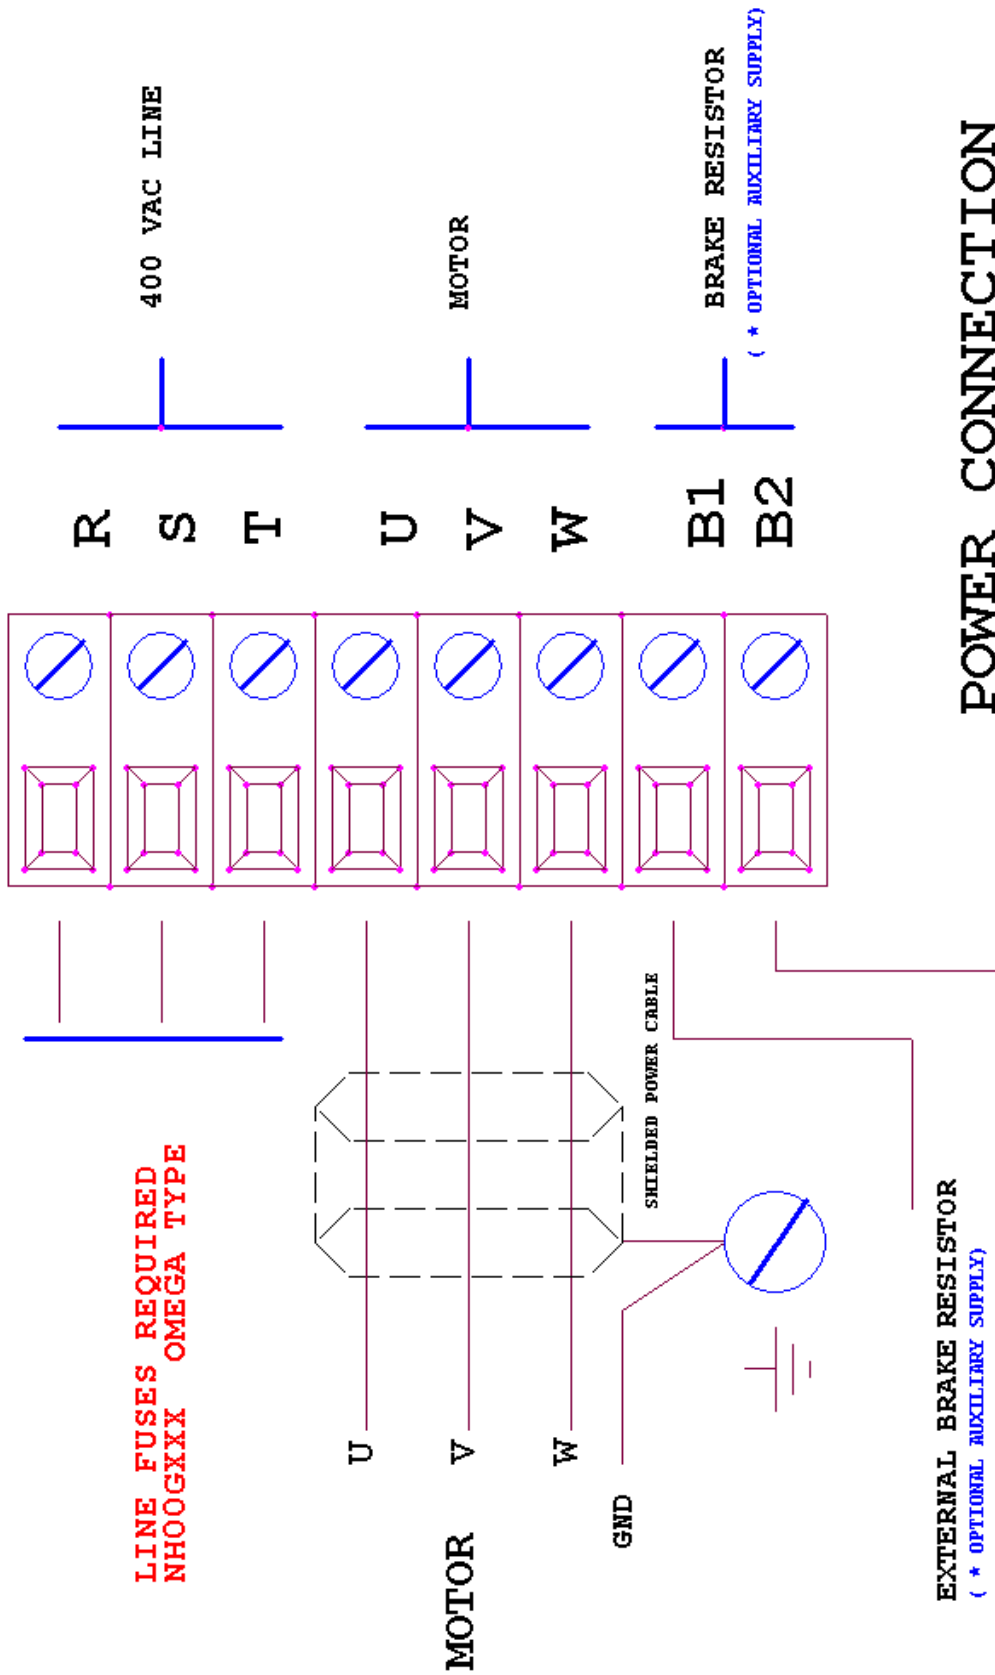 400 VAC LINE
MOTOR
BRAKE RESISTOR
( * OPTIONAL AUXILIARY SUPPLY)
R
S
T
U
V
W
B1
B2
POWER CONNECTION
LINE FUSES REQUIRED
NHOOGXXX OMEGA TYPE
SHIELDED POWER CABLE
U
V
W
GND
MOTOR
EXTERNAL BRAKE RESISTOR
( * OPTIONAL AUXILIARY SUPPLY)